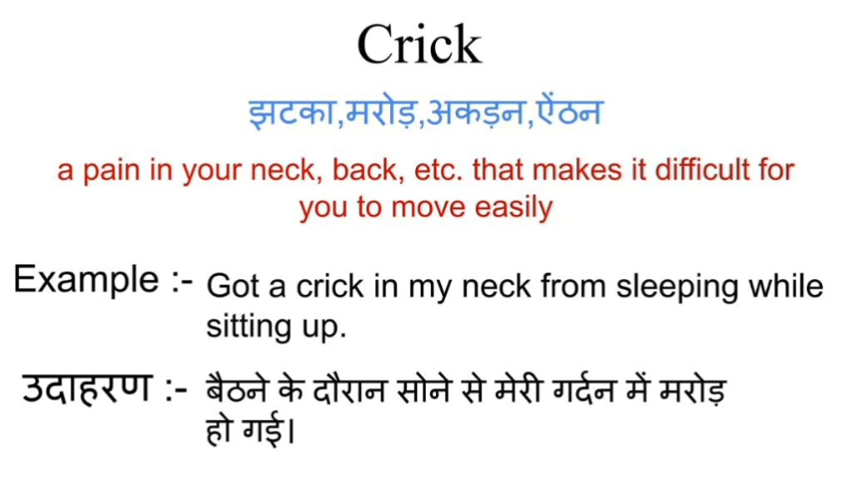 Crick
झटका,मरोड़,अकड़न,ऐंठन
a pain in your neck, back, etc. that makes it difficult for
you to move easily
Example :- Got a crick in my neck from sleeping while
sitting up.
उदाहरण :- बैठने के दौरान सोने से मेरी गर्दन में मरोड़
हो गई।